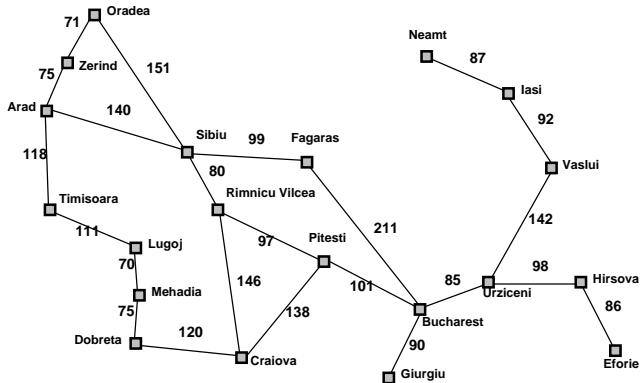 Oradea
71
Neamt
87
Zerind
151
75
Iasi
Arad
140
92
Sibiu
Fagaras
99
118
Vaslui
80
Timisoara
Rimnicu Vilcea
142
111
211
Lugoj
97
Pitesti
70
98
Hirsova
146
85
Mehadia
101
Urziceni
86
75
138
Bucharest
120
90
Dobreta
Craiova
Eforie
Giurgiu